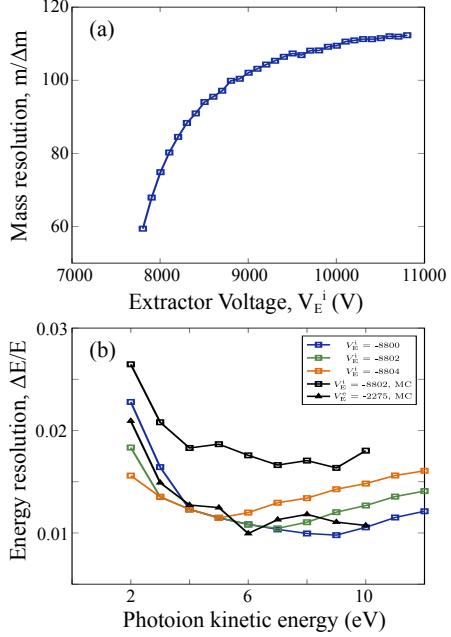 120
(a)
100
80
60
7000 8000 9000 10000 11000
Mass resolution, m/Δm
Extractor Voltage, V_E^i (V)
0.03
(b)
V_E^i = -8800
V_E^i = -8802
V_E^i = -8804
V_E^i = -8802, MC
V_E^e = -2275, MC
0.02
0.01
2 6 10
Energy resolution, ΔE/E
Photoion kinetic energy (eV)